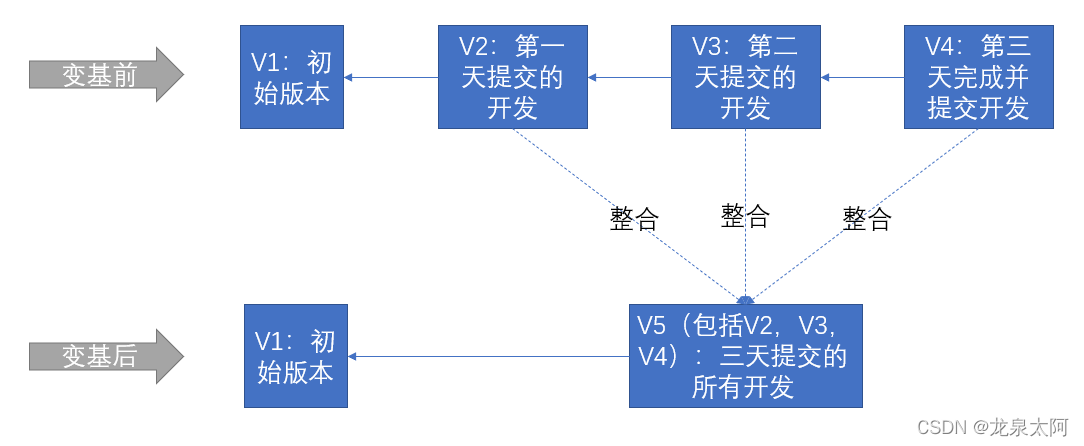 变基前
V1：初
始版本
V2：第一
天提交的
开发
V3：第二
天提交的
开发
V4：第三
天完成并
提交开发
整合
整合
整合
变基后
V1：初
始版本
V5（包括V2，V3，
V4）：三天提交的
所有开发
CSDN @龙泉太阿